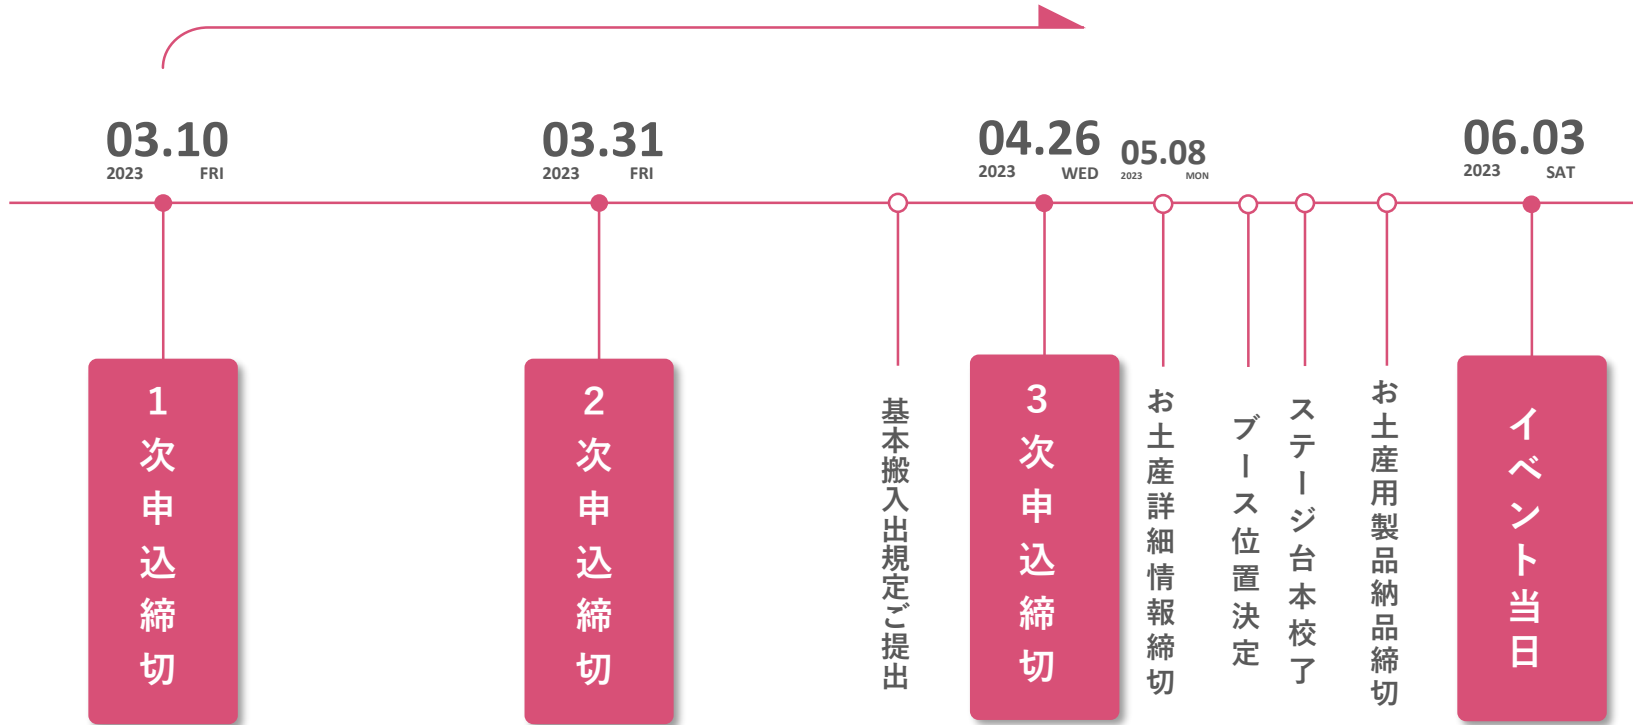 03.10
2023 FRI
03.31
2023 FRI
04.26
2023 WED
05.08
2023 MON
06.03
2023 SAT
1次申込締切
2次申込締切
基本搬入出規定ご提出
3次申込締切
お土産詳細情報締切
ブース位置決定
ステージ台本校了
お土産用製品納品締切
イベント当日